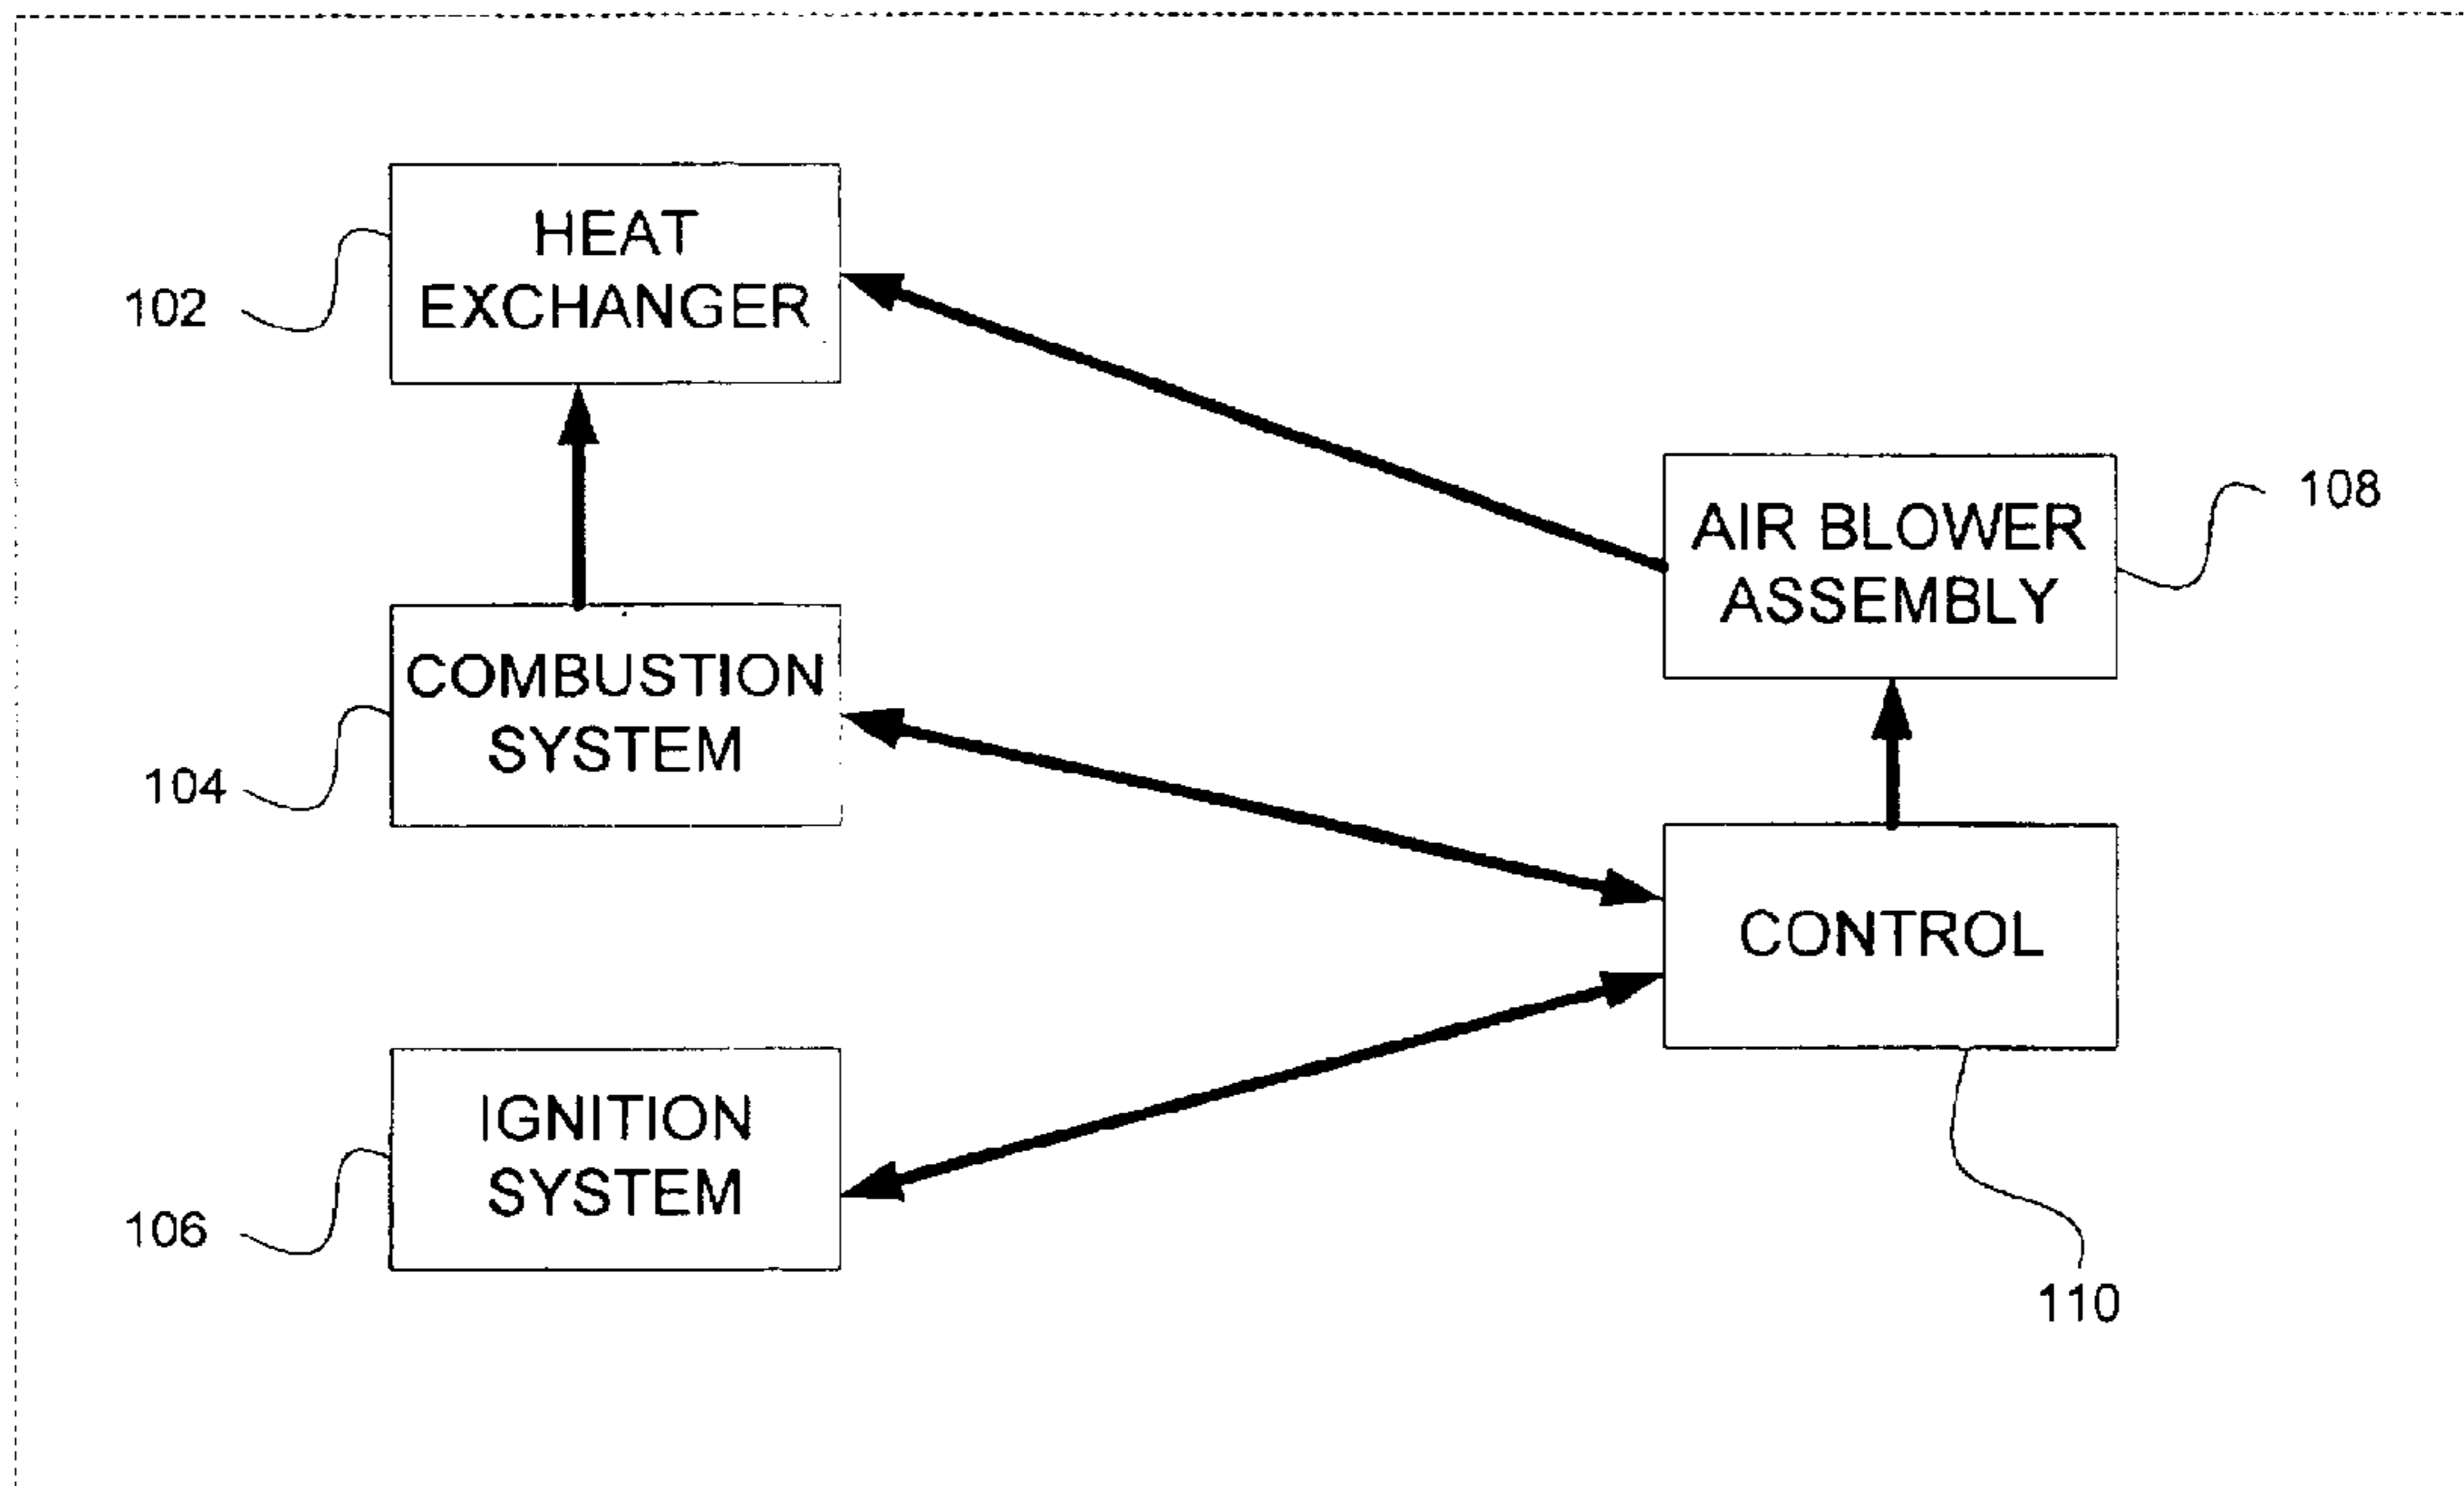 HEAT
EXCHANGER
102
AIR BLOWER
ASSEMBLY
108
COMBUSTION
SYSTEM
104
CONTROL
110
IGNITION
SYSTEM
106